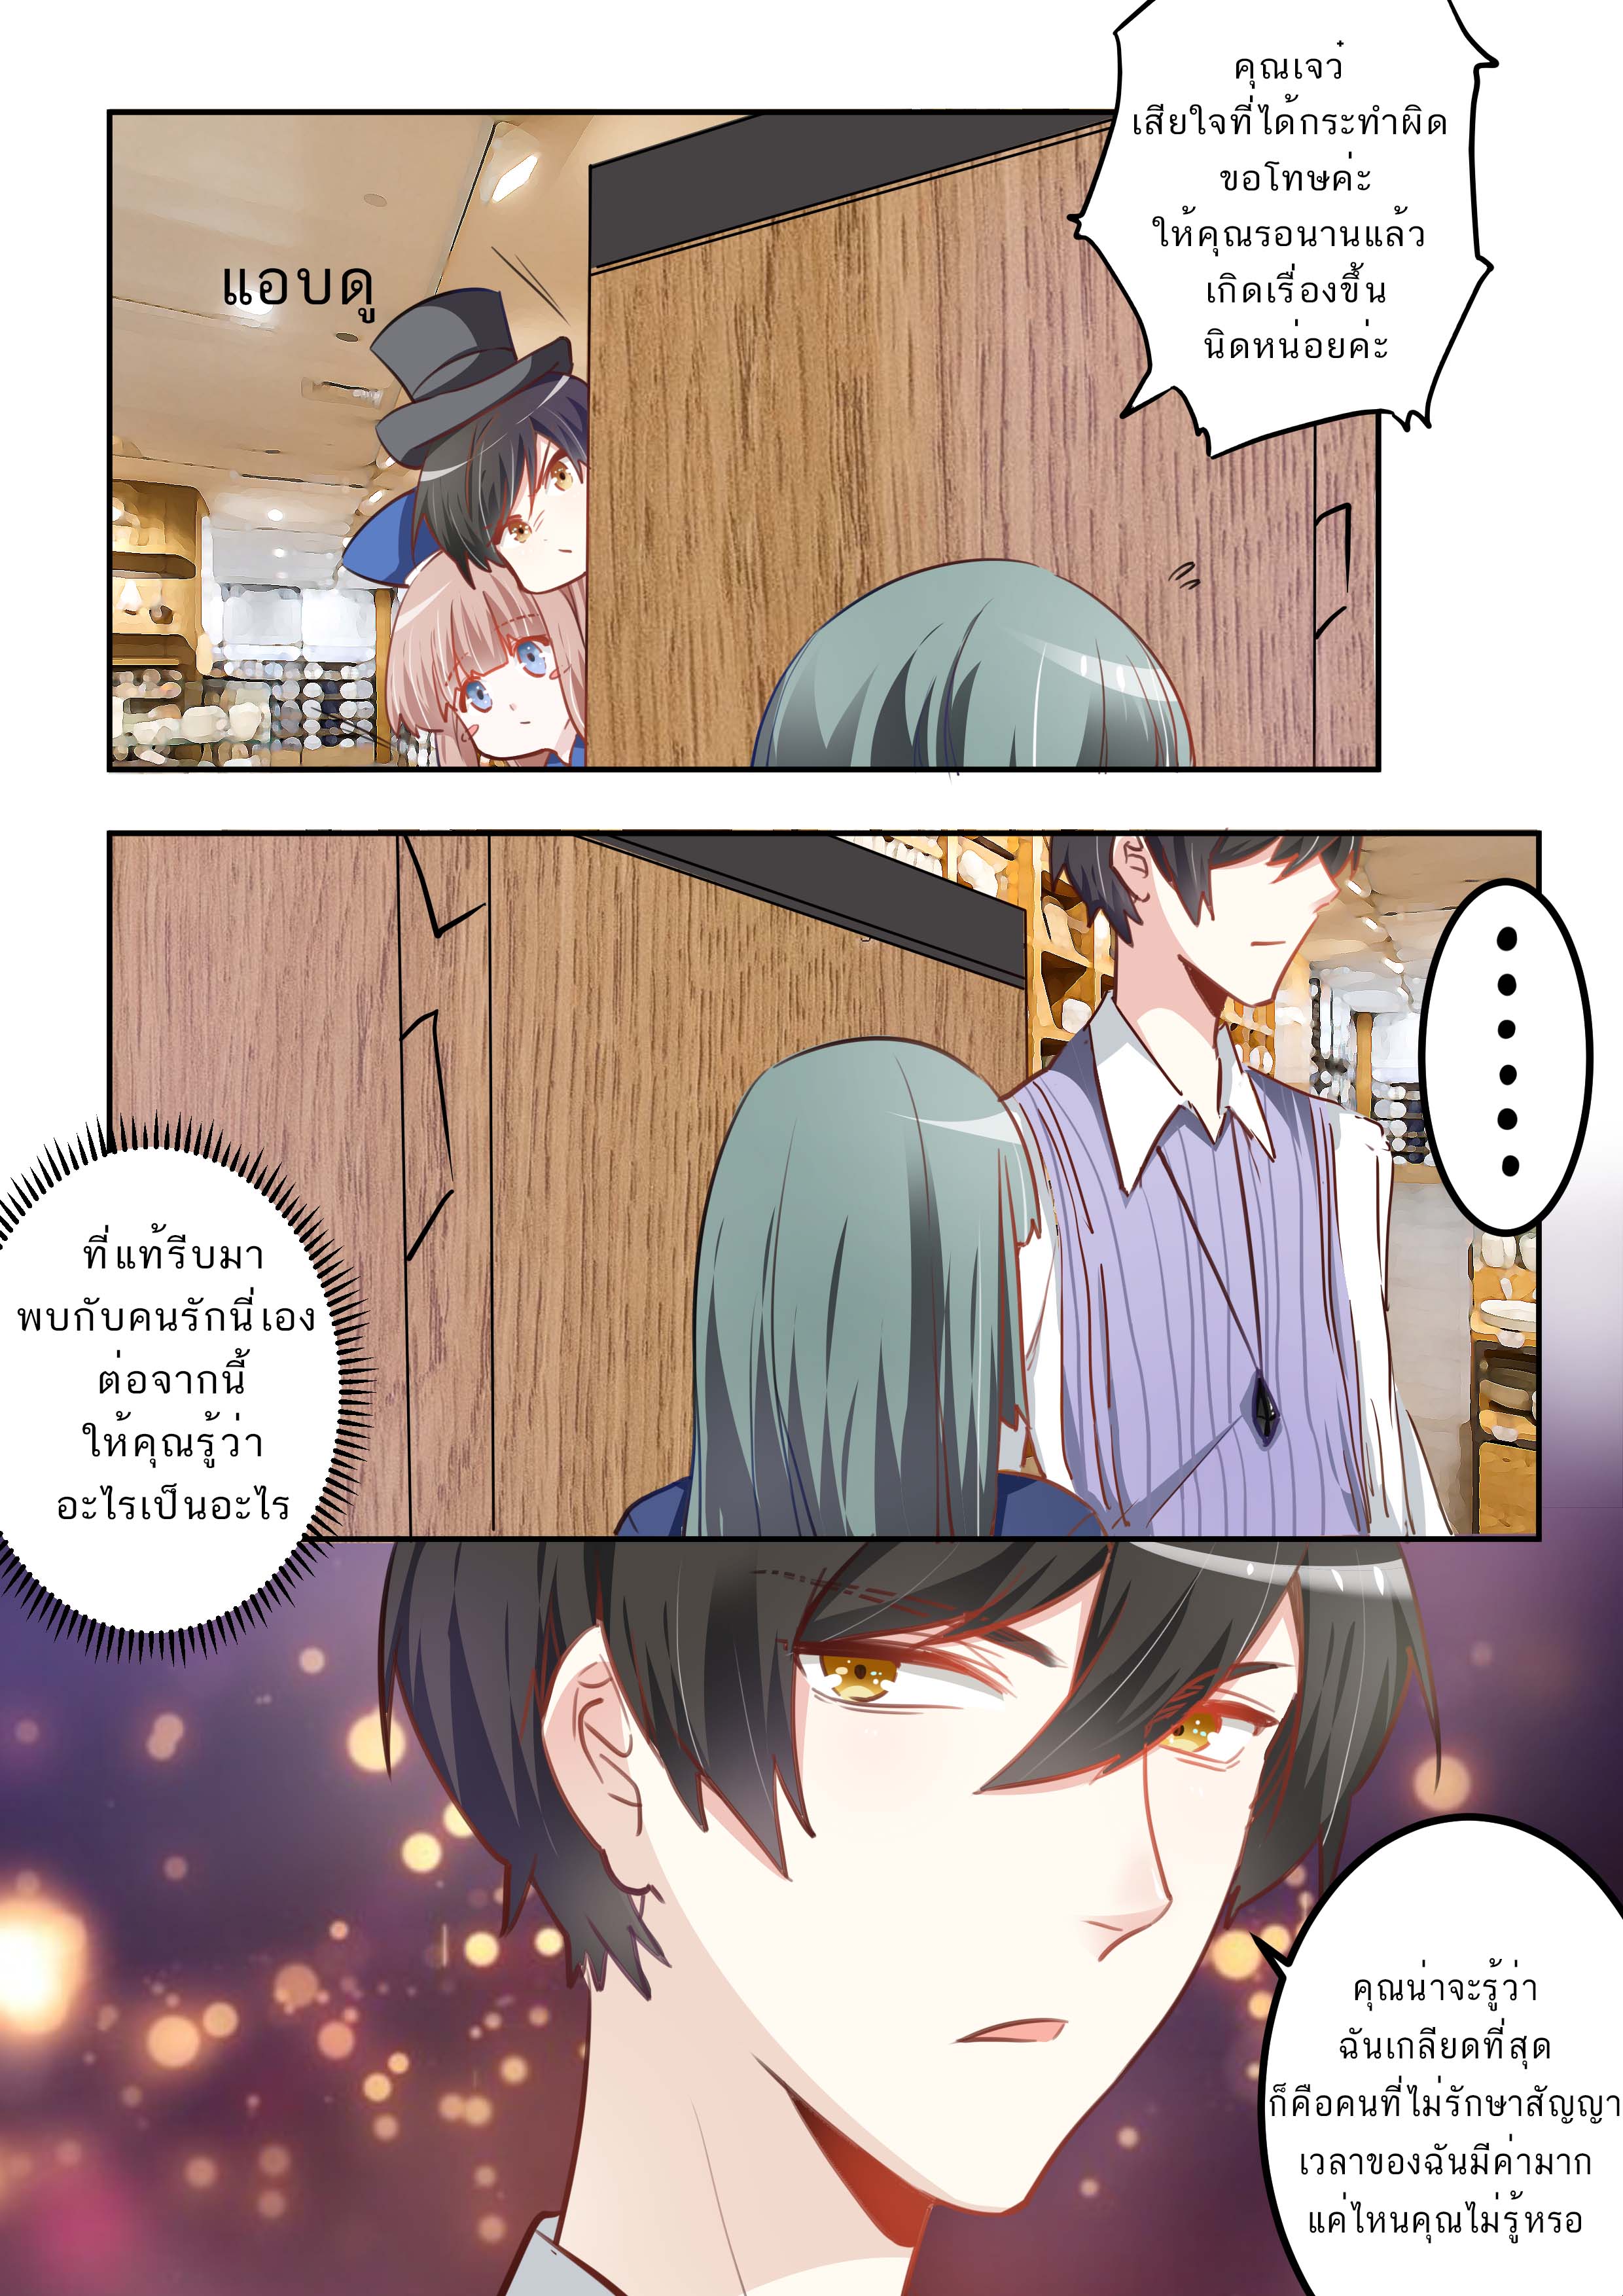 คุณเจว๋
เสียใจที่ได้กระทำผิด
ขอโทษค่ะ
ให้คุณรอนานแล้ว
เกิดเรื่องขึ้น
นิดหน่อยค่ะ
แอบดู
......
ที่แท้รีบมา
พบกับคนรักนี่เอง
ต่อจากนี้
ให้คุณรู้ว่า
อะไรเป็นอะไร
คุณน่าจะรู้ว่า
ฉันเกลียดที่สุด
ก็คือคนที่ไม่รักษาสัญญา
เวลาของฉันมีค่ามาก
แค่ไหนคุณไม่รู้หรอ